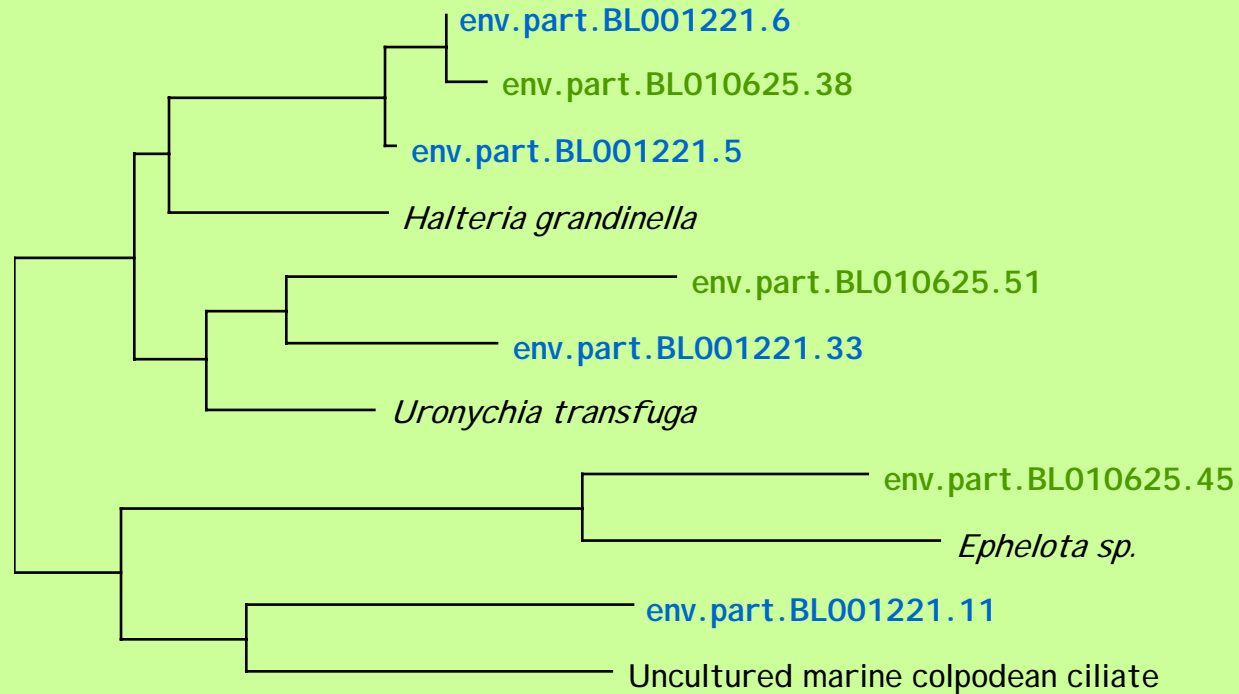 env.part.BL001221.6
env.part.BL010625.38
env.part.BL001221.5
Halteria grandinella
env.part.BL010625.51
env.part.BL001221.33
Uronychia transfuga
env.part.BL010625.45
Ephelota sp.
env.part.BL001221.11
Uncultured marine colpodean ciliate